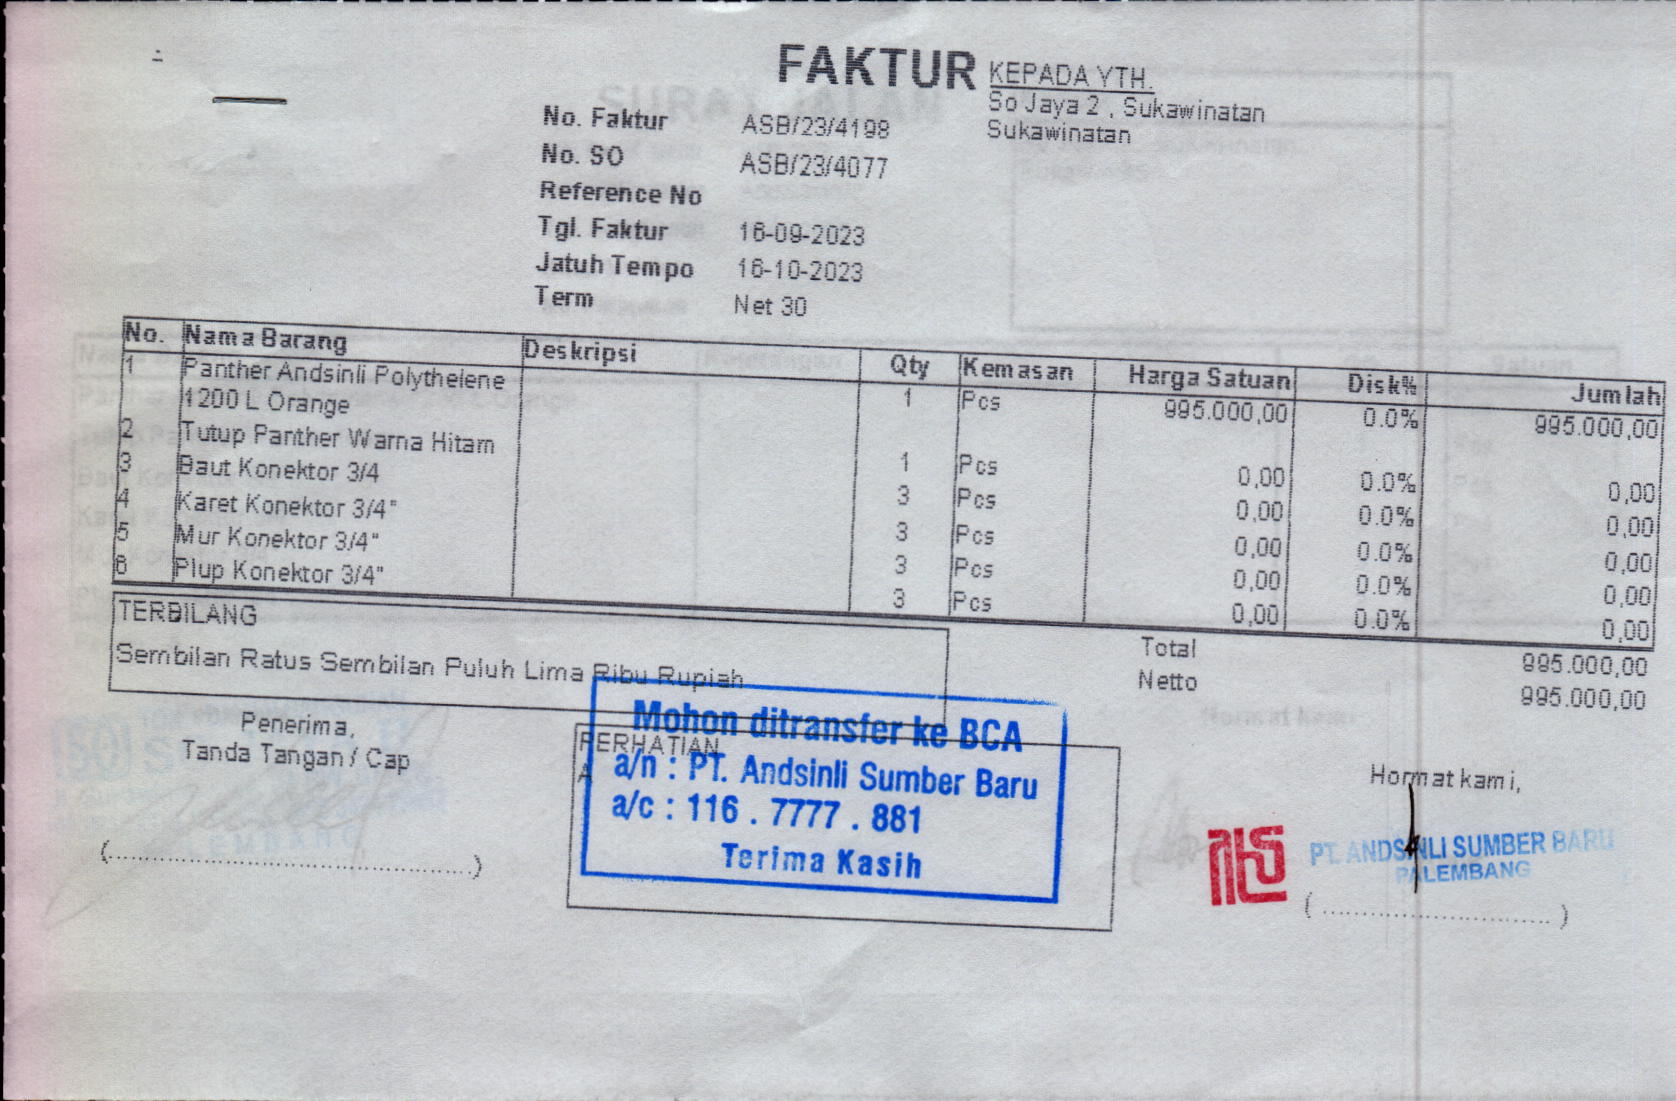 FAKTUR
KEPADA YTH.
So Jaya 2 , Sukawinatan
Sukawinatan
No. Faktur ASB/23/4198
No. SO ASB/23/4077
Reference No
Tgl. Faktur 16-09-2023
Jatuh Tempo 16-10-2023
Term Net 30
No. Nama Barang Deskripsi Qty Kemasan Harga Satuan Disk% Jumlah
1 Panther Andsinli Polythelene 1 Pcs 995.000,00 0.0% 995.000,00
1200 L Orange
2 Tutup Panther Warna Hitam 1 Pcs 0,00 0.0% 0,00
3 Baut Konektor 3/4 3 Pcs 0,00 0.0% 0,00
4 Karet Konektor 3/4" 3 Pcs 0,00 0.0% 0,00
5 Mur Konektor 3/4" 3 Pcs 0,00 0.0% 0,00
6 Plup Konektor 3/4" 3 Pcs 0,00 0.0% 0,00
TERBILANG
Sembilan Ratus Sembilan Puluh Lima Ribu Rupiah
Total 995.000,00
Netto 995.000,00
Penerima,
Tanda Tangan / Cap
(..............................)
PERHATIAN
A
Mohon ditransfer ke BCA
a/n : PT. Andsinli Sumber Baru
a/c : 116 . 7777 . 881
Terima Kasih
Hormat kami,
PT. ANDSINLI SUMBER BARU
PALEMBANG
( .............................. )